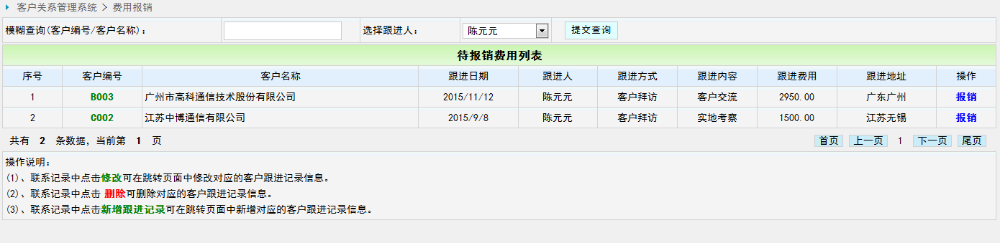 客户关系管理系统 > 费用报销
模糊查询(客户编号/客户名称): 选择跟进人: 陈元元 提交查询
待报销费用列表
序号 客户编号 客户名称 跟进日期 跟进人 跟进方式 跟进内容 跟进费用 跟进地址 操作
1 B003 广州市高科通信技术股份有限公司 2015/11/12 陈元元 客户拜访 客户交流 2950.00 广东广州 报销
2 C002 江苏中博通信有限公司 2015/9/8 陈元元 客户拜访 实地考察 1500.00 江苏无锡 报销
共有 2 条数据，当前第 1 页 首页 上一页 1 下一页 尾页
操作说明:
(1)、联系记录中点击修改可在跳转页面中修改对应的客户跟进记录信息。
(2)、联系记录中点击 删除可删除对应的客户跟进记录信息。
(3)、联系记录中点击新增跟进记录可在跳转页面中新增对应的客户跟进记录信息。